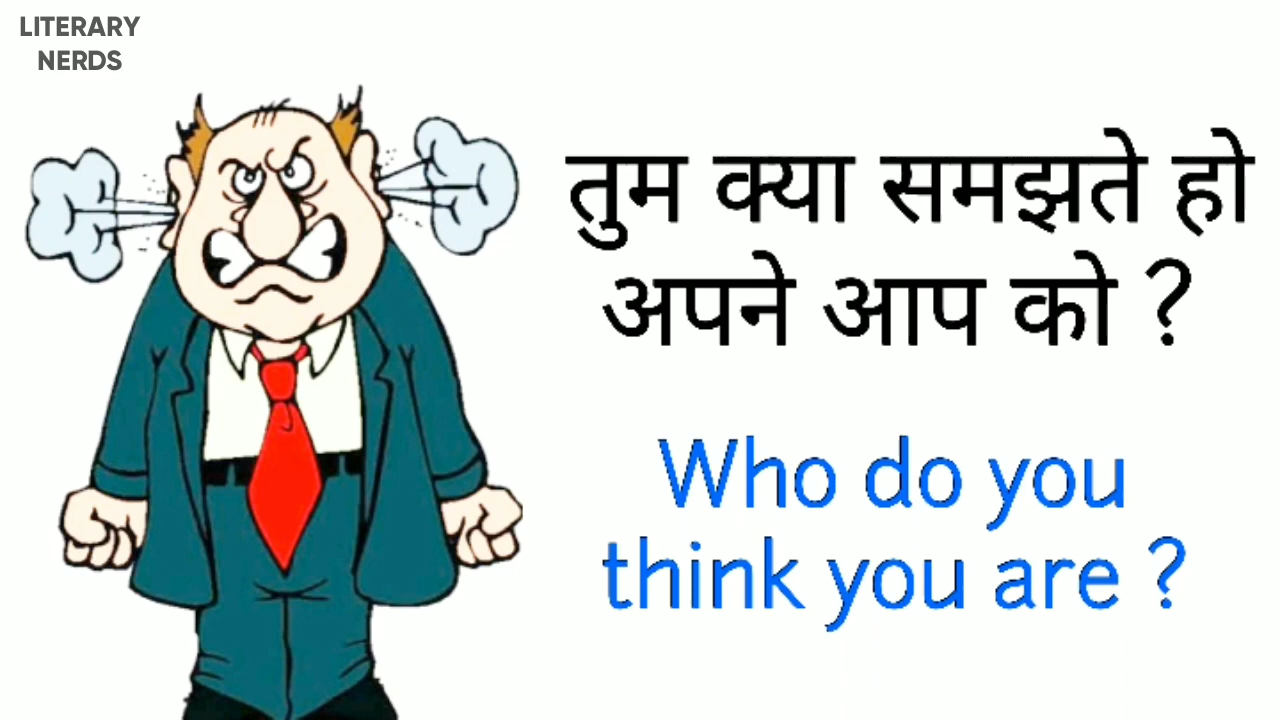 LITERARY
NERDS
तुम क्या समझते हो
अपने आप को ?
Who do you
think you are ?